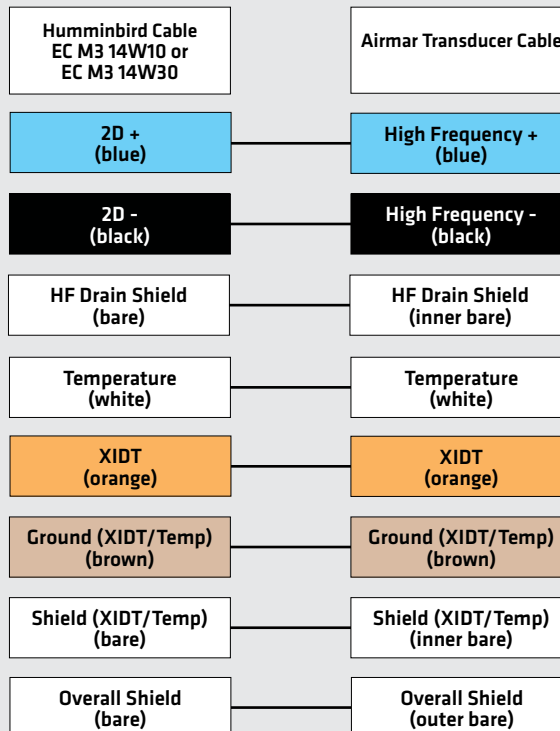 Humminbird Cable
EC M3 14W10 or
EC M3 14W30
Airmar Transducer Cable
2D +
(blue)
High Frequency +
(blue)
2D -
(black)
High Frequency -
(black)
HF Drain Shield
(bare)
HF Drain Shield
(inner bare)
Temperature
(white)
Temperature
(white)
XIDT
(orange)
XIDT
(orange)
Ground (XIDT/Temp)
(brown)
Ground (XIDT/Temp)
(brown)
Shield (XIDT/Temp)
(bare)
Shield (XIDT/Temp)
(inner bare)
Overall Shield
(bare)
Overall Shield
(outer bare)